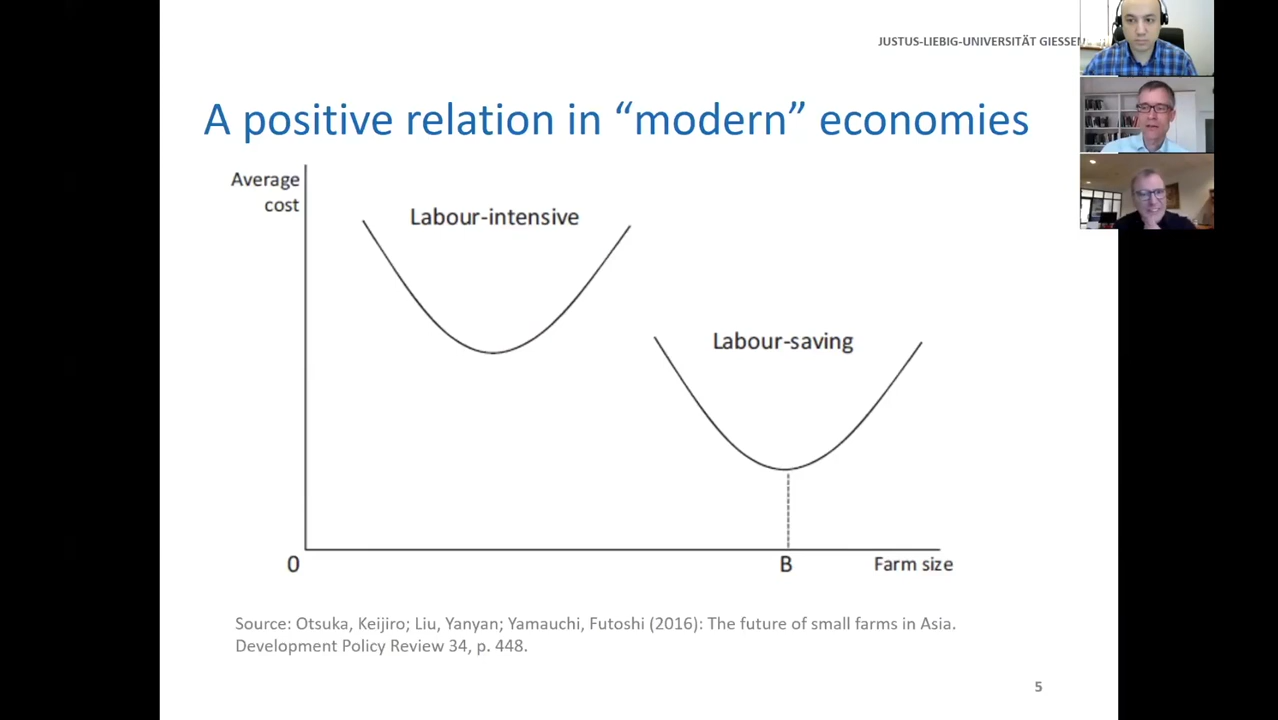 JUSTUS-LIEBIG-UNIVERSITÄT GIESSEN
A positive relation in “modern” economies
Average
cost
Labour-intensive
Labour-saving
0
B
Farm size
Source: Otsuka, Keijiro; Liu, Yanyan; Yamauchi, Futoshi (2016): The future of small farms in Asia.
Development Policy Review 34, p. 448.
5